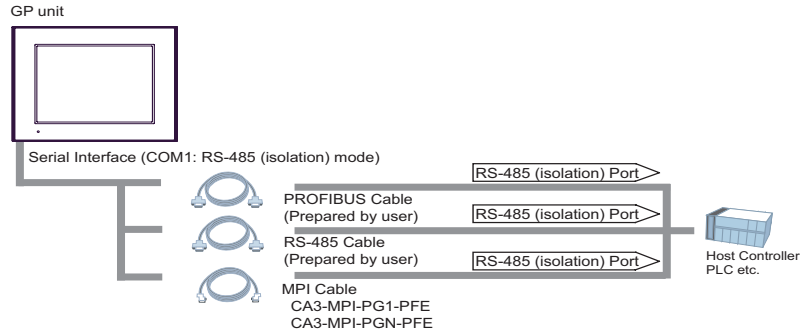 GP unit
Serial Interface (COM1: RS-485 (isolation) mode)
RS-485 (isolation) Port
PROFIBUS Cable
(Prepared by user)
RS-485 (isolation) Port
RS-485 Cable
(Prepared by user)
RS-485 (isolation) Port
Host Controller
PLC etc.
MPI Cable
CA3-MPI-PG1-PFE
CA3-MPI-PGN-PFE